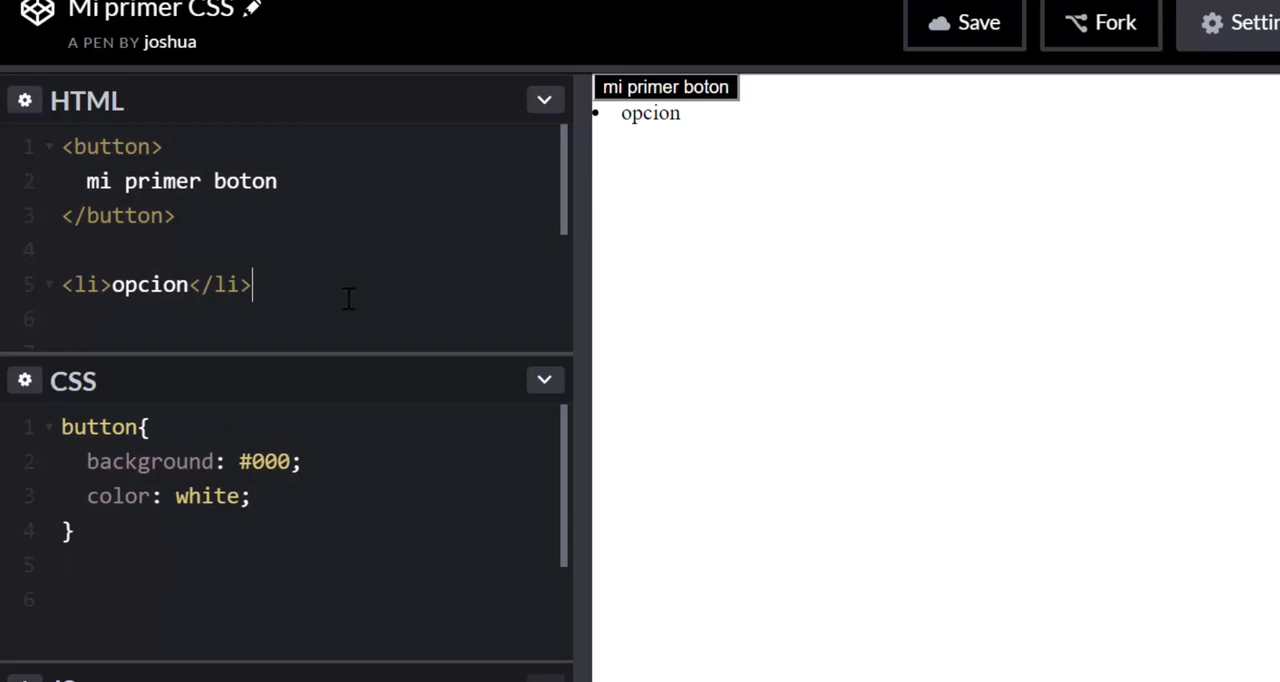 Mi primer CSS
A PEN BY joshua
Save
Fork
Settin
HTML
1 <button>
2 mi primer boton
3 </button>
4
5 <li>opcion</li>
6
7
CSS
1 button{
2 background: #000;
3 color: white;
4 }
5
6
mi primer boton
• opcion